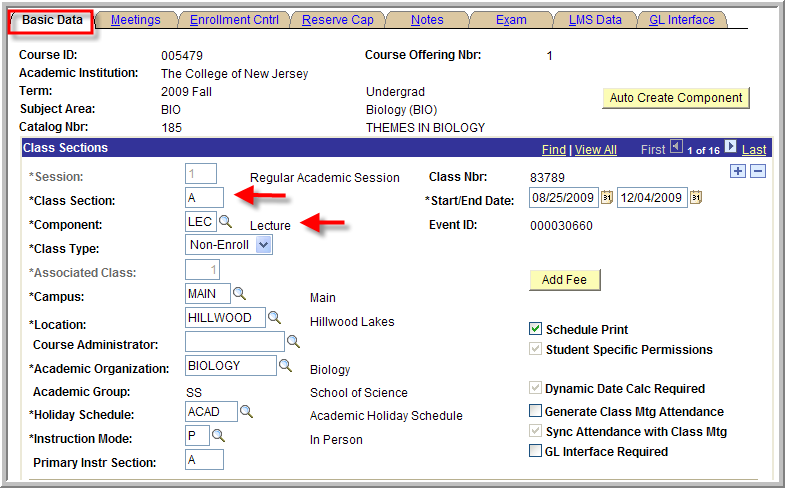 Basic Data Meetings Enrollment Cntrl Reserve Cap Notes Exam LMS Data GL Interface
Course ID: 005479 Course Offering Nbr: 1
Academic Institution: The College of New Jersey
Term: 2009 Fall Undergrad
Auto Create Component
Subject Area: BIO Biology (BIO)
Catalog Nbr: 185 THEMES IN BIOLOGY
Class Sections Find | View All First 1 of 16 Last
*Session: 1 Regular Academic Session Class Nbr: 83789
*Class Section: A *Start/End Date: 08/25/2009 31 12/04/2009 31
*Component: LEC Lecture Event ID: 000030660
*Class Type: Non-Enroll
*Associated Class: 1 Add Fee
*Campus: MAIN Main
*Location: HILLWOOD Hillwood Lakes Schedule Print
Course Administrator: Student Specific Permissions
*Academic Organization: BIOLOGY Biology
Academic Group: SS School of Science Dynamic Date Calc Required
*Holiday Schedule: ACAD Academic Holiday Schedule Generate Class Mtg Attendance
*Instruction Mode: P In Person Sync Attendance with Class Mtg
Primary Instr Section: A GL Interface Required